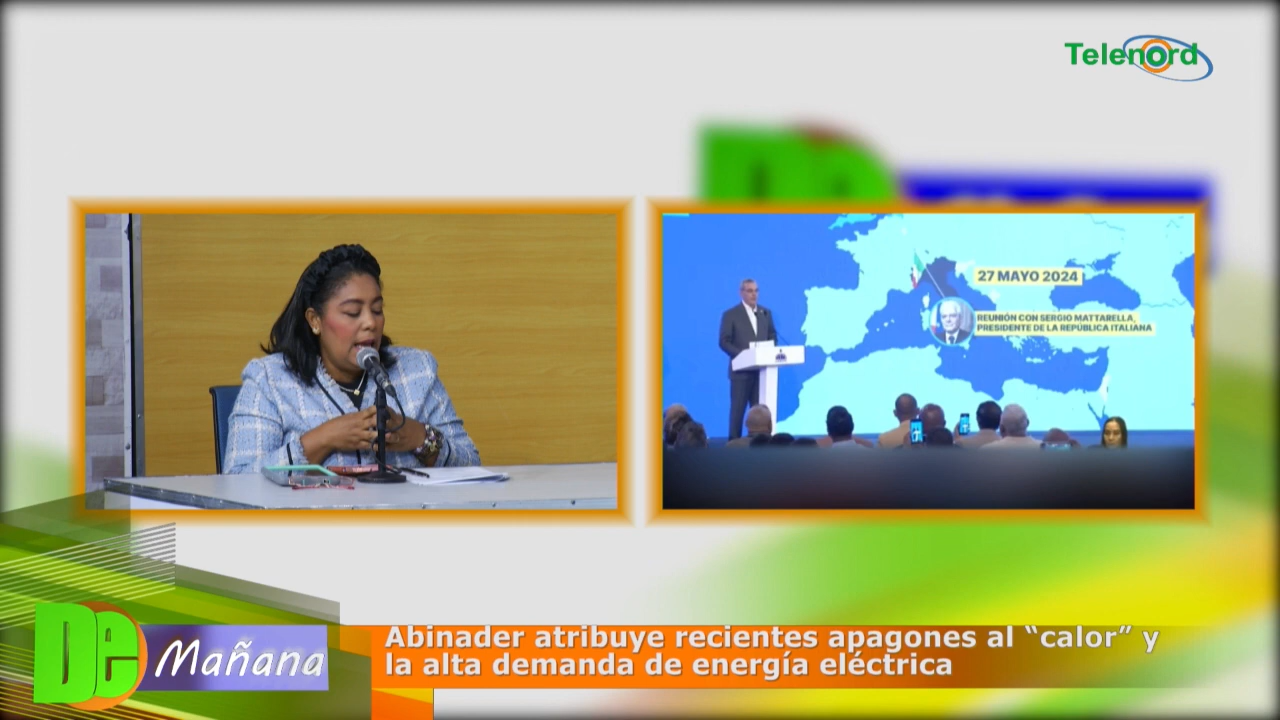 Telenord
27 MAYO 2024
REUNIÓN CON SERGIO MATTARELLA,
PRESIDENTE DE LA REPÚBLICA ITALIANA
De
Mañana
Abinader atribuye recientes apagones al “calor” y
la alta demanda de energía eléctrica